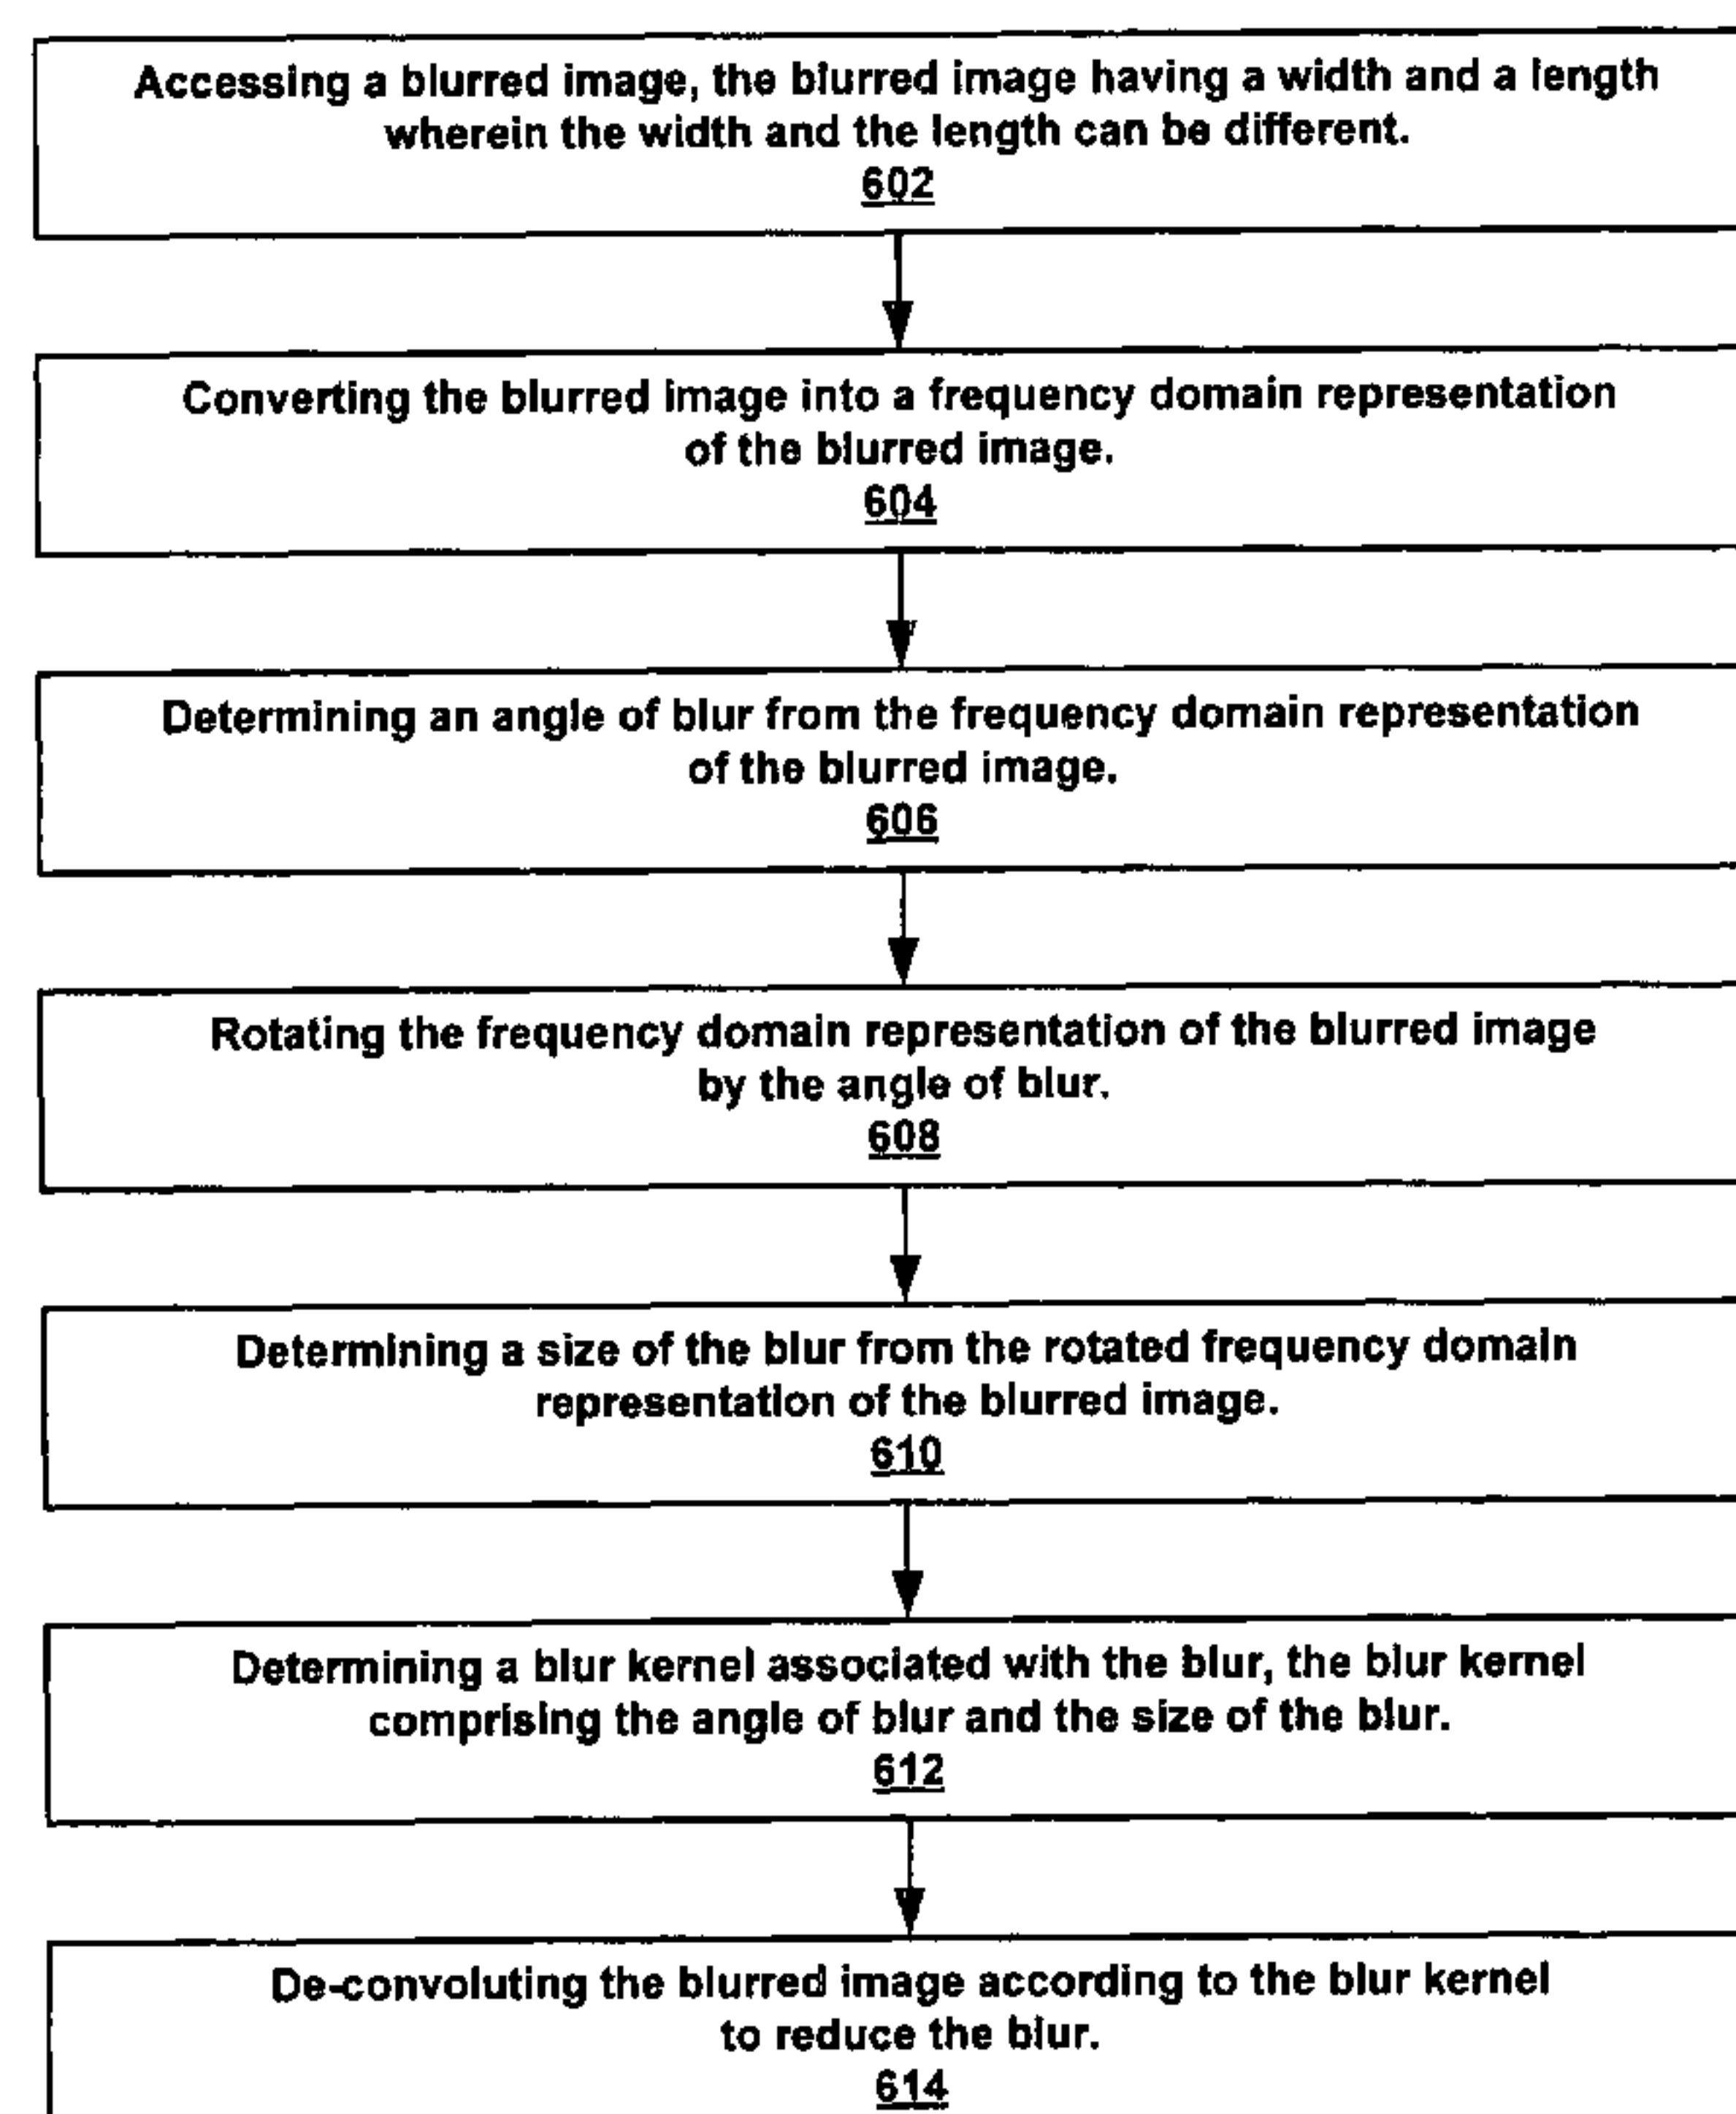 Accessing a blurred image, the blurred image having a width and a length
wherein the width and the length can be different.
602
Converting the blurred image into a frequency domain representation
of the blurred image.
604
Determining an angle of blur from the frequency domain representation
of the blurred image.
606
Rotating the frequency domain representation of the blurred image
by the angle of blur.
608
Determining a size of the blur from the rotated frequency domain
representation of the blurred image.
610
Determining a blur kernel associated with the blur, the blur kernel
comprising the angle of blur and the size of the blur.
612
De-convoluting the blurred image according to the blur kernel
to reduce the blur.
614